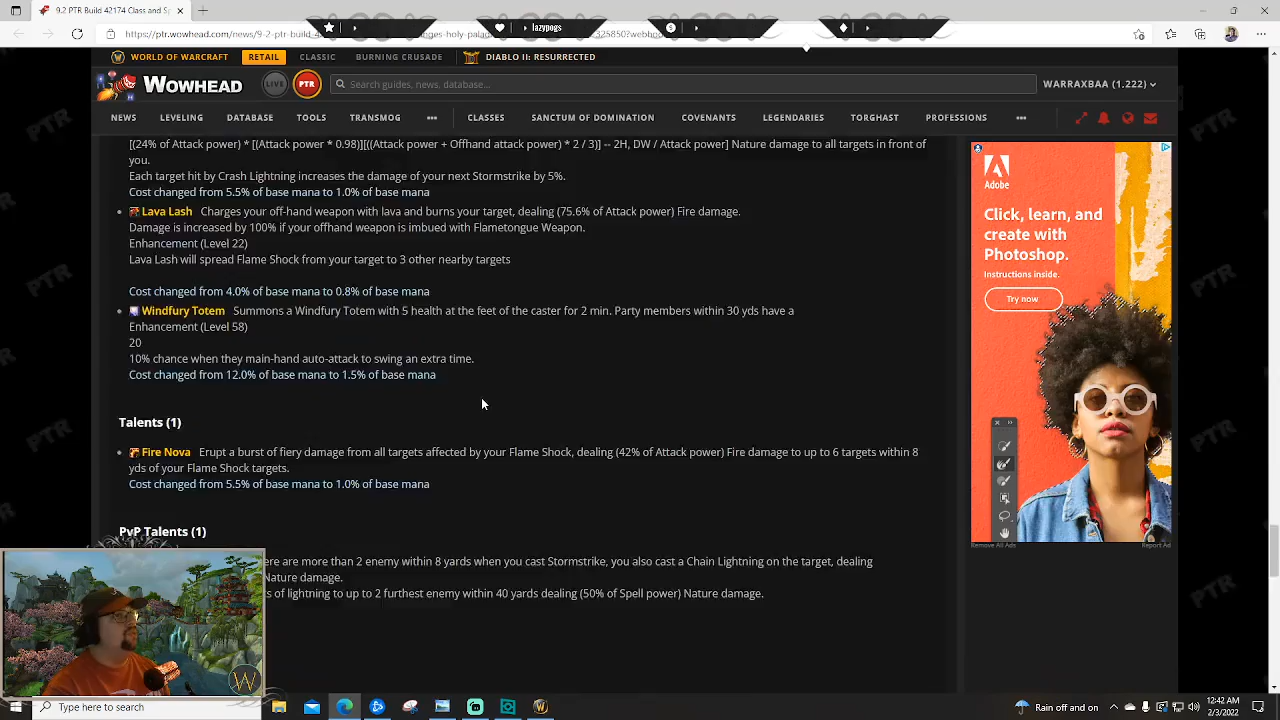 9.2 PTR build 42174 Class and S
https://ptr.wowhead.com/news/9-2-ptr-build-4
nges-holy-palad
325850?webho
lazypogs
WORLD OF WARCRAFT RETAIL CLASSIC BURNING CRUSADE DIABLO II: RESURRECTED
WOWHEAD LIVE PTR Search guides, news, database... WARRAXBAA (1.222)
NEWS LEVELING DATABASE TOOLS TRANSMOG ••• CLASSES SANCTUM OF DOMINATION COVENANTS LEGENDARIES TORGHAST PROFESSIONS •••
[(24% of Attack power) * [(Attack power * 0.98)][((Attack power + Offhand attack power) * 2 / 3)] -- 2H, DW / Attack power] Nature damage to all targets in front of
you.
Each target hit by Crash Lightning increases the damage of your next Stormstrike by 5%.
Cost changed from 5.5% of base mana to 1.0% of base mana
Lava Lash Charges your off-hand weapon with lava and burns your target, dealing (75.6% of Attack power) Fire damage.
Damage is increased by 100% if your offhand weapon is imbued with Flametongue Weapon.
Enhancement (Level 22)
Lava Lash will spread Flame Shock from your target to 3 other nearby targets
Cost changed from 4.0% of base mana to 0.8% of base mana
Windfury Totem Summons a Windfury Totem with 5 health at the feet of the caster for 2 min. Party members within 30 yds have a
Enhancement (Level 58)
20
10% chance when they main-hand auto-attack to swing an extra time.
Cost changed from 12.0% of base mana to 1.5% of base mana
Talents (1)
Fire Nova Erupt a burst of fiery damage from all targets affected by your Flame Shock, dealing (42% of Attack power) Fire damage to up to 6 targets within 8
yds of your Flame Shock targets.
Cost changed from 5.5% of base mana to 1.0% of base mana
PvP Talents (1)
ere are more than 2 enemy within 8 yards when you cast Stormstrike, you also cast a Chain Lightning on the target, dealing
Nature damage.
s of lightning to up to 2 furthest enemy within 40 yards dealing (50% of Spell power) Nature damage.
Adobe
Click, learn, and
create with
Photoshop.
Instructions inside.
Try now
Remove All Ads Report Ad
PTR
PTR
PTR
PTR
PTR
PTR
W
Type here to search
Rain off and on
12:42 AM
2/3/2022